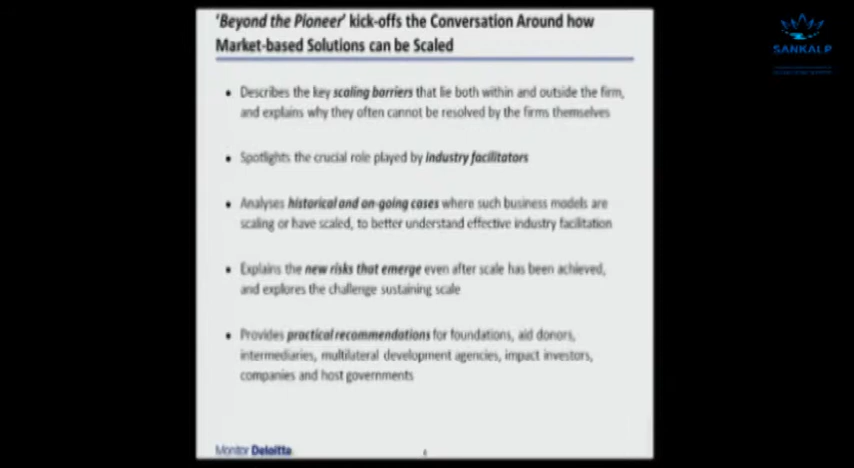 'Beyond the Pioneer' kick-offs the Conversation Around how
Market-based Solutions can be Scaled
• Describes the key scaling barriers that lie both within and outside the firm,
and explains why they often cannot be resolved by the firms themselves
• Spotlights the crucial role played by industry facilitators
• Analyses historical and on-going cases where such business models are
scaling or have scaled, to better understand effective industry facilitation
• Explains the new risks that emerge even after scale has been achieved,
and explores the challenge sustaining scale
• Provides practical recommendations for foundations, aid donors,
intermediaries, multilateral development agencies, impact investors,
companies and host governments
Monitor Deloitte
SANKALP